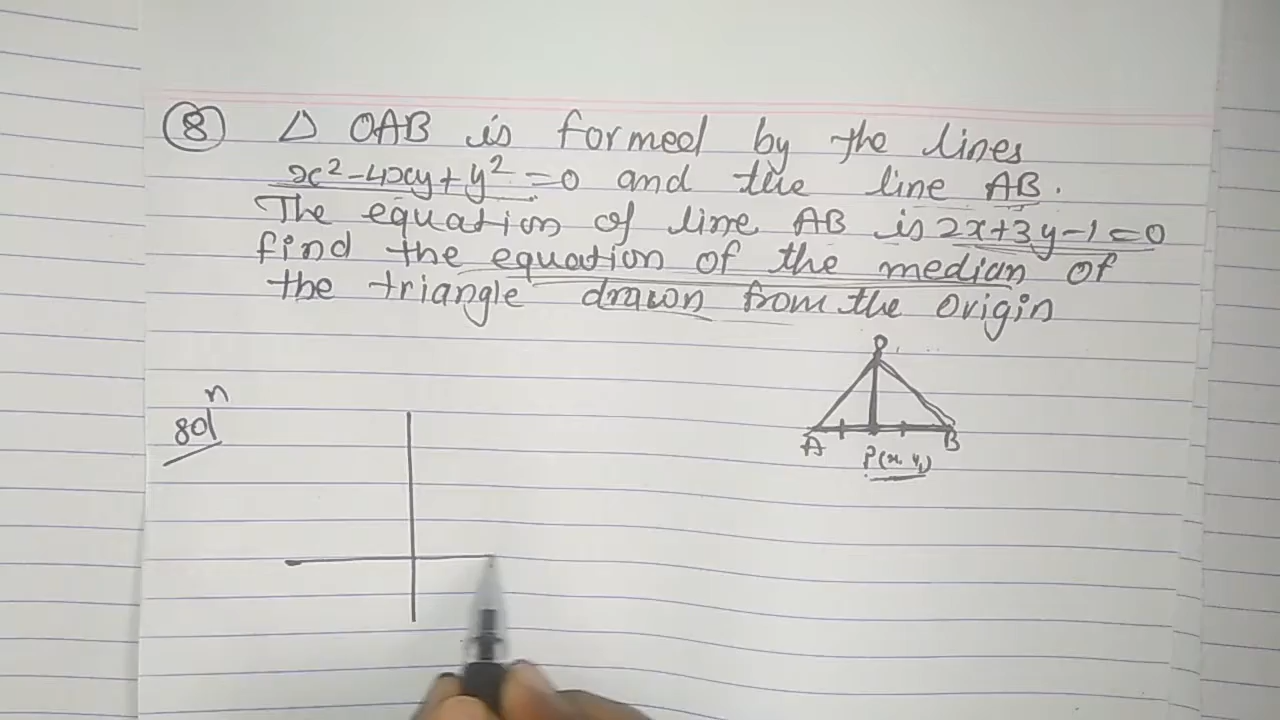 8 △ OAB is formed by the lines
x²-4xy+y²=0 and the line AB.
The equation of line AB is 2x+3y-1=0
find the equation of the median of
the triangle drawn from the origin
O
solⁿ
A B
P(x, y)